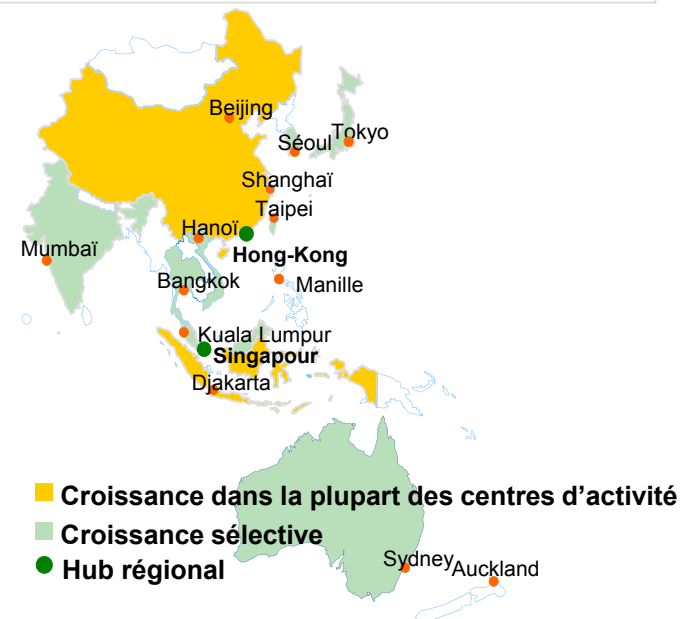 Beijing
Séoul
Tokyo
Shanghaï
Taipei
Hanoï
Mumbaï
Hong-Kong
Bangkok
Manille
Kuala Lumpur
Singapour
Djakarta
Croissance dans la plupart des centres d’activité
Croissance sélective
Hub régional
Sydney
Auckland